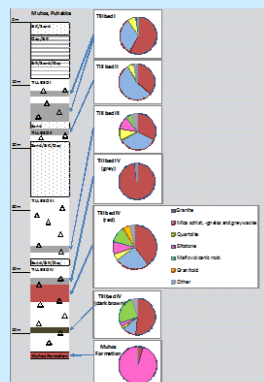 Muhos, Puhakka
0m
Silt/Sand
Clay/Silt
Silt/Sand/Clay
10m
TILL BED I
Sand
TILL BED II
20m
Sand/Silt/Clay
TILL BED III
Sand/Silt/Clay
TILL BED IV
Muhos Formation
Till bed I
Till bed II
Till bed III
Till bed IV
(grey)
Till bed IV
(red)
Till bed IV
(dark brown)
Muhos
Formation
Granite
Mica schist, -gneiss and greywacke
Quartzite
Siltstone
Mafic volcanic rock
Granitoid
Other